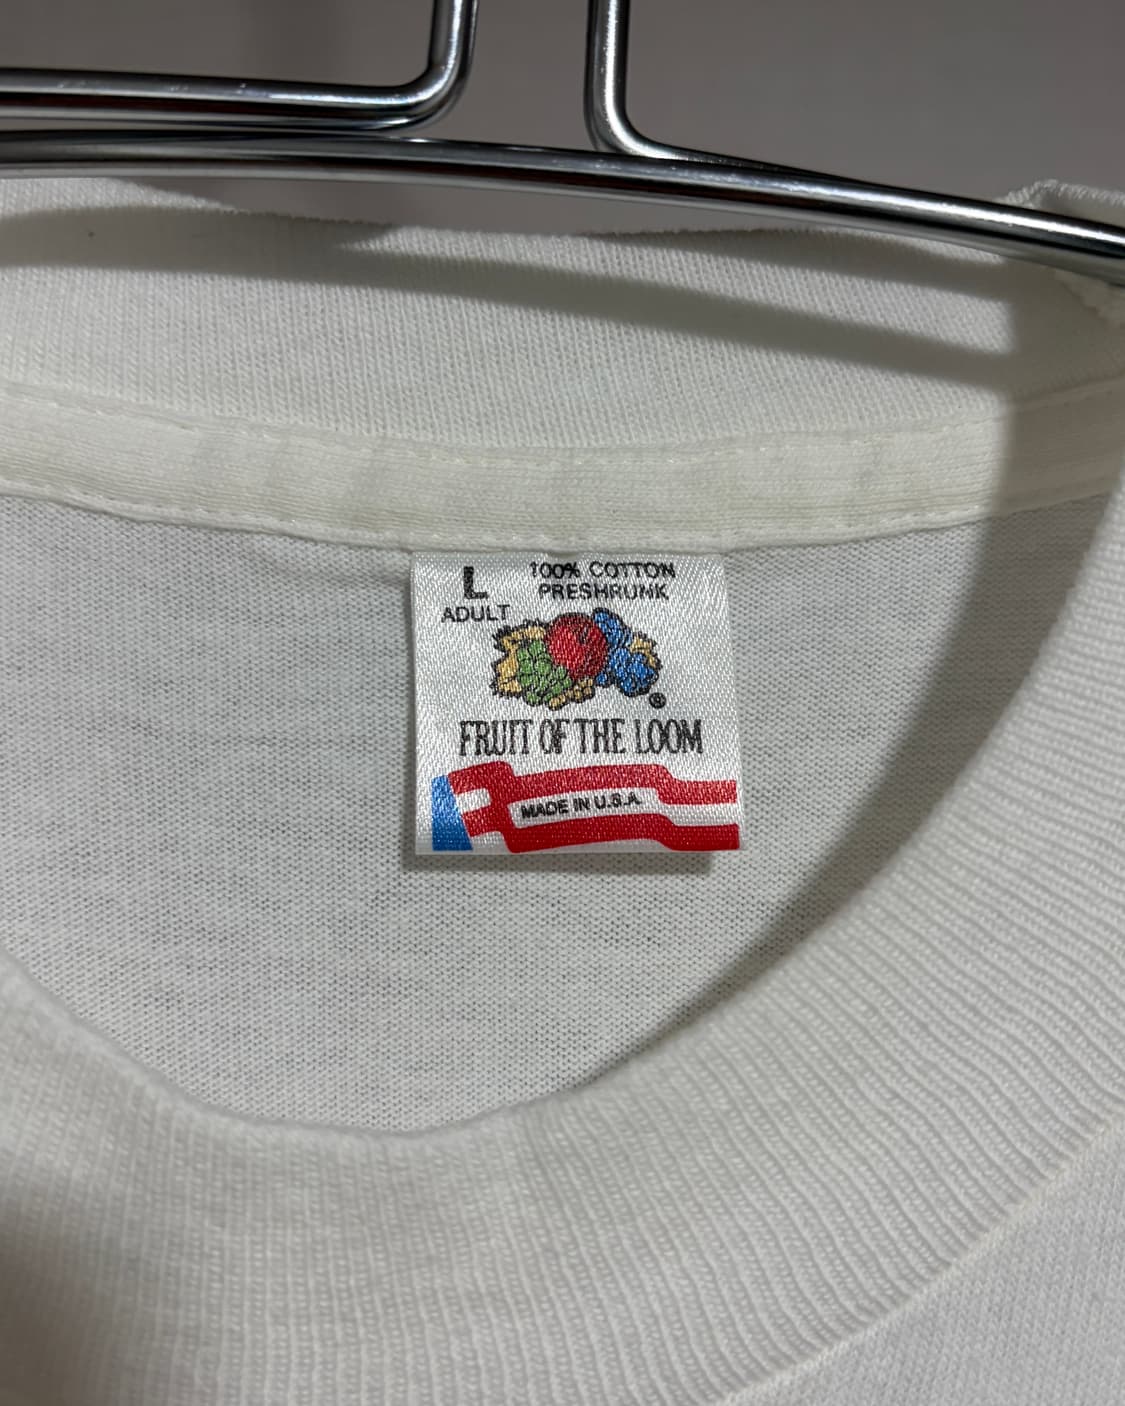 L 100% COTTON
ADULT PRESHRUNK
®
FRUIT OF THE LOOM
MADE IN U.S.A.